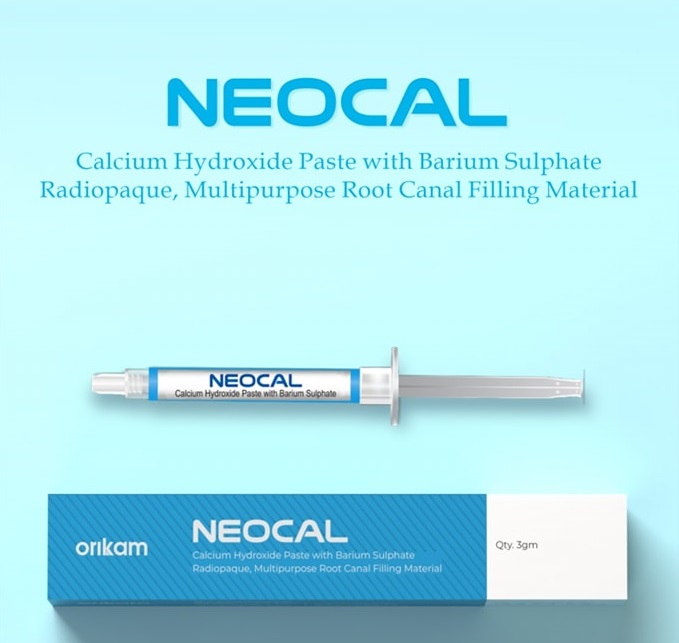 NEOCAL
Calcium Hydroxide Paste with Barium Sulphate
Radiopaque, Multipurpose Root Canal Filling Material
NEOCAL
Calcium Hydroxide Paste with Barium Sulphate
orikam
NEOCAL
Calcium Hydroxide Paste with Barium Sulphate
Radiopaque, Multipurpose Root Canal Filling Material
Qty. 3gm